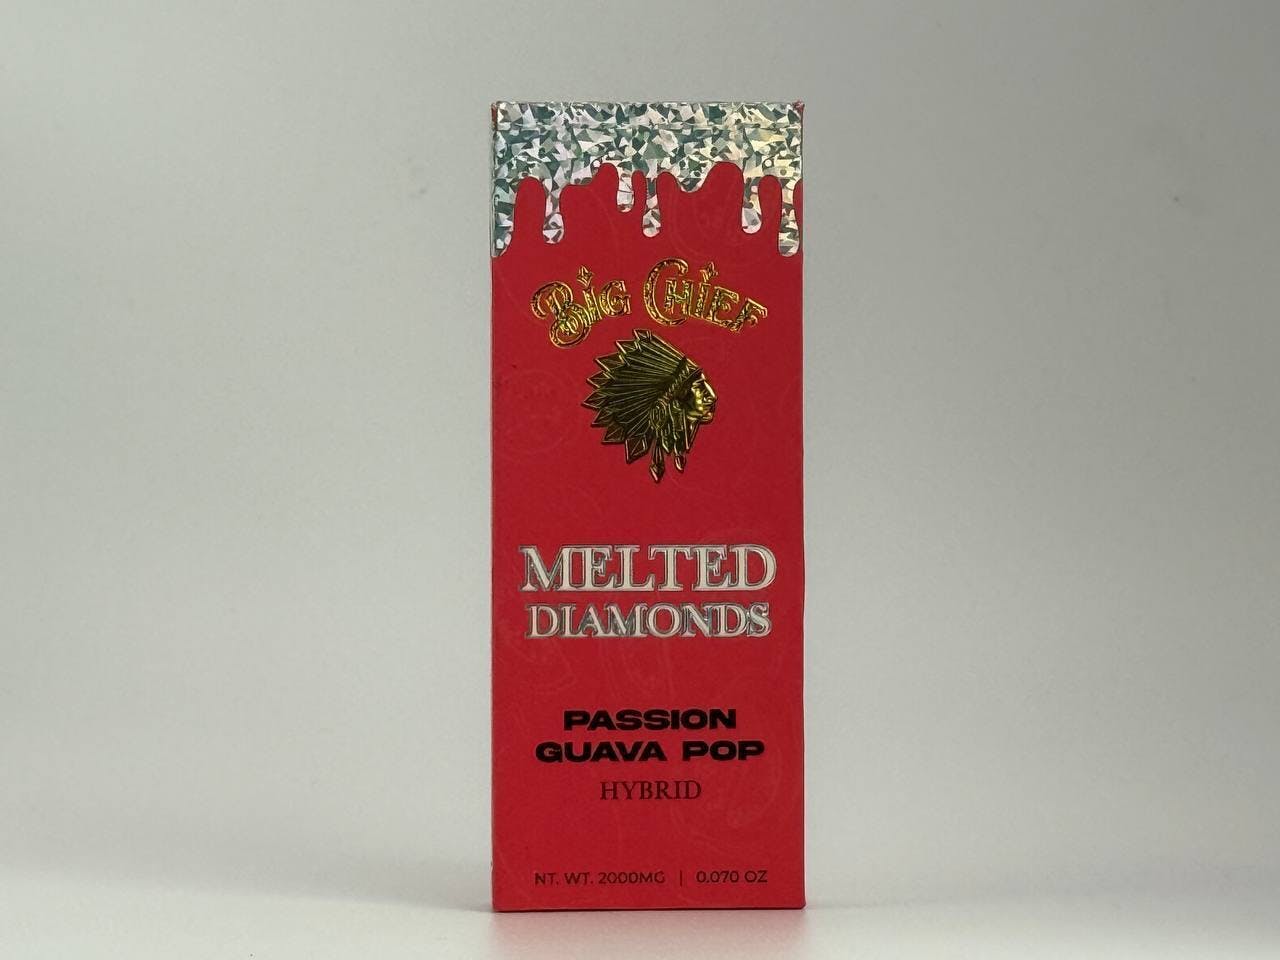 BIG CHIEF
MELTED
DIAMONDS
PASSION
GUAVA POP
HYBRID
NT. WT. 2000MG | 0.070 OZ